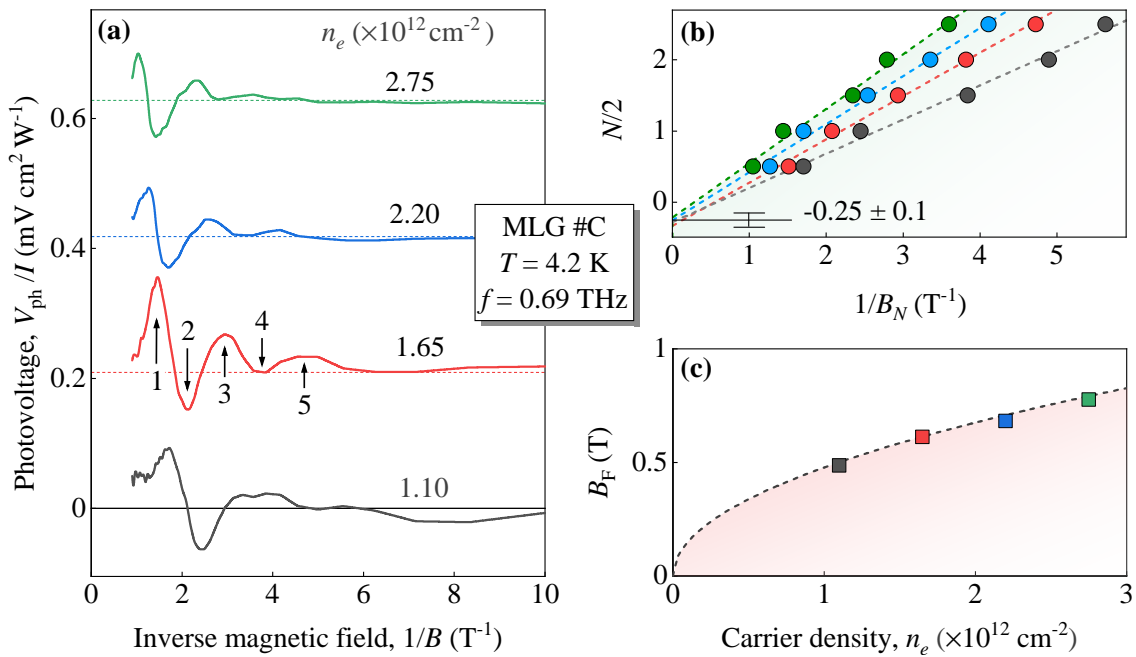 (a)
n_e (×10^12 cm^-2)
2.75
2.20
1.65
1.10
1
2
3
4
5
0.6
0.4
0.2
0
0
2
4
6
8
10
Photovoltage, V_ph / I (mV cm^2 W^-1)
Inverse magnetic field, 1/B (T^-1)
MLG #C
T = 4.2 K
f = 0.69 THz
(b)
2
1
0
N/2
-0.25 ± 0.1
0
1
2
3
4
5
1/B_N (T^-1)
(c)
1
0.5
0
B_F (T)
0
1
2
3
Carrier density, n_e (×10^12 cm^-2)